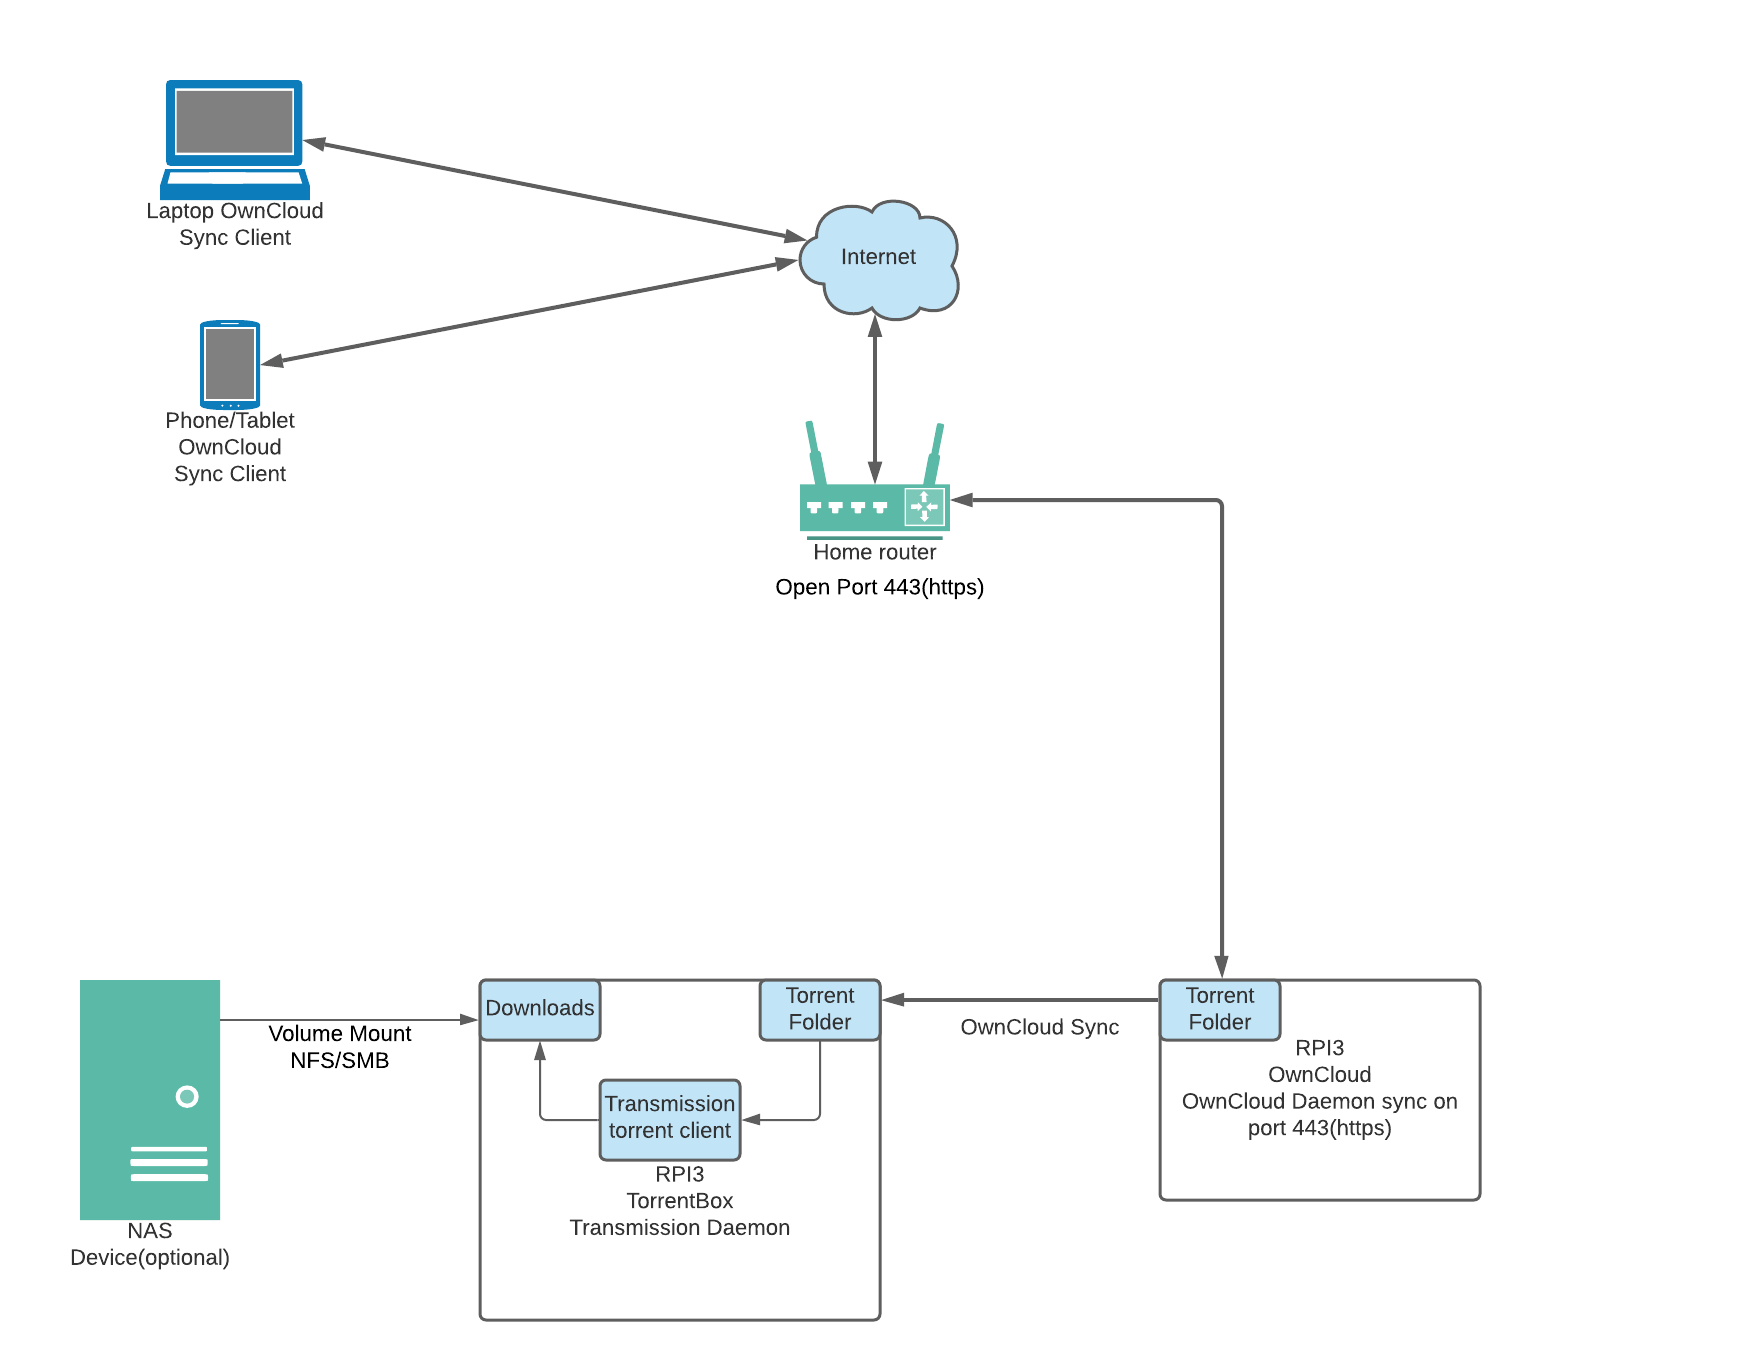 Laptop OwnCloud
Sync Client
Internet
Phone/Tablet
OwnCloud
Sync Client
Home router
Open Port 443(https)
Downloads
Torrent
Folder
OwnCloud Sync
Torrent
Folder
Volume Mount
NFS/SMB
RPI3
OwnCloud
OwnCloud Daemon sync on
port 443(https)
Transmission
torrent client
RPI3
TorrentBox
Transmission Daemon
NAS
Device(optional)